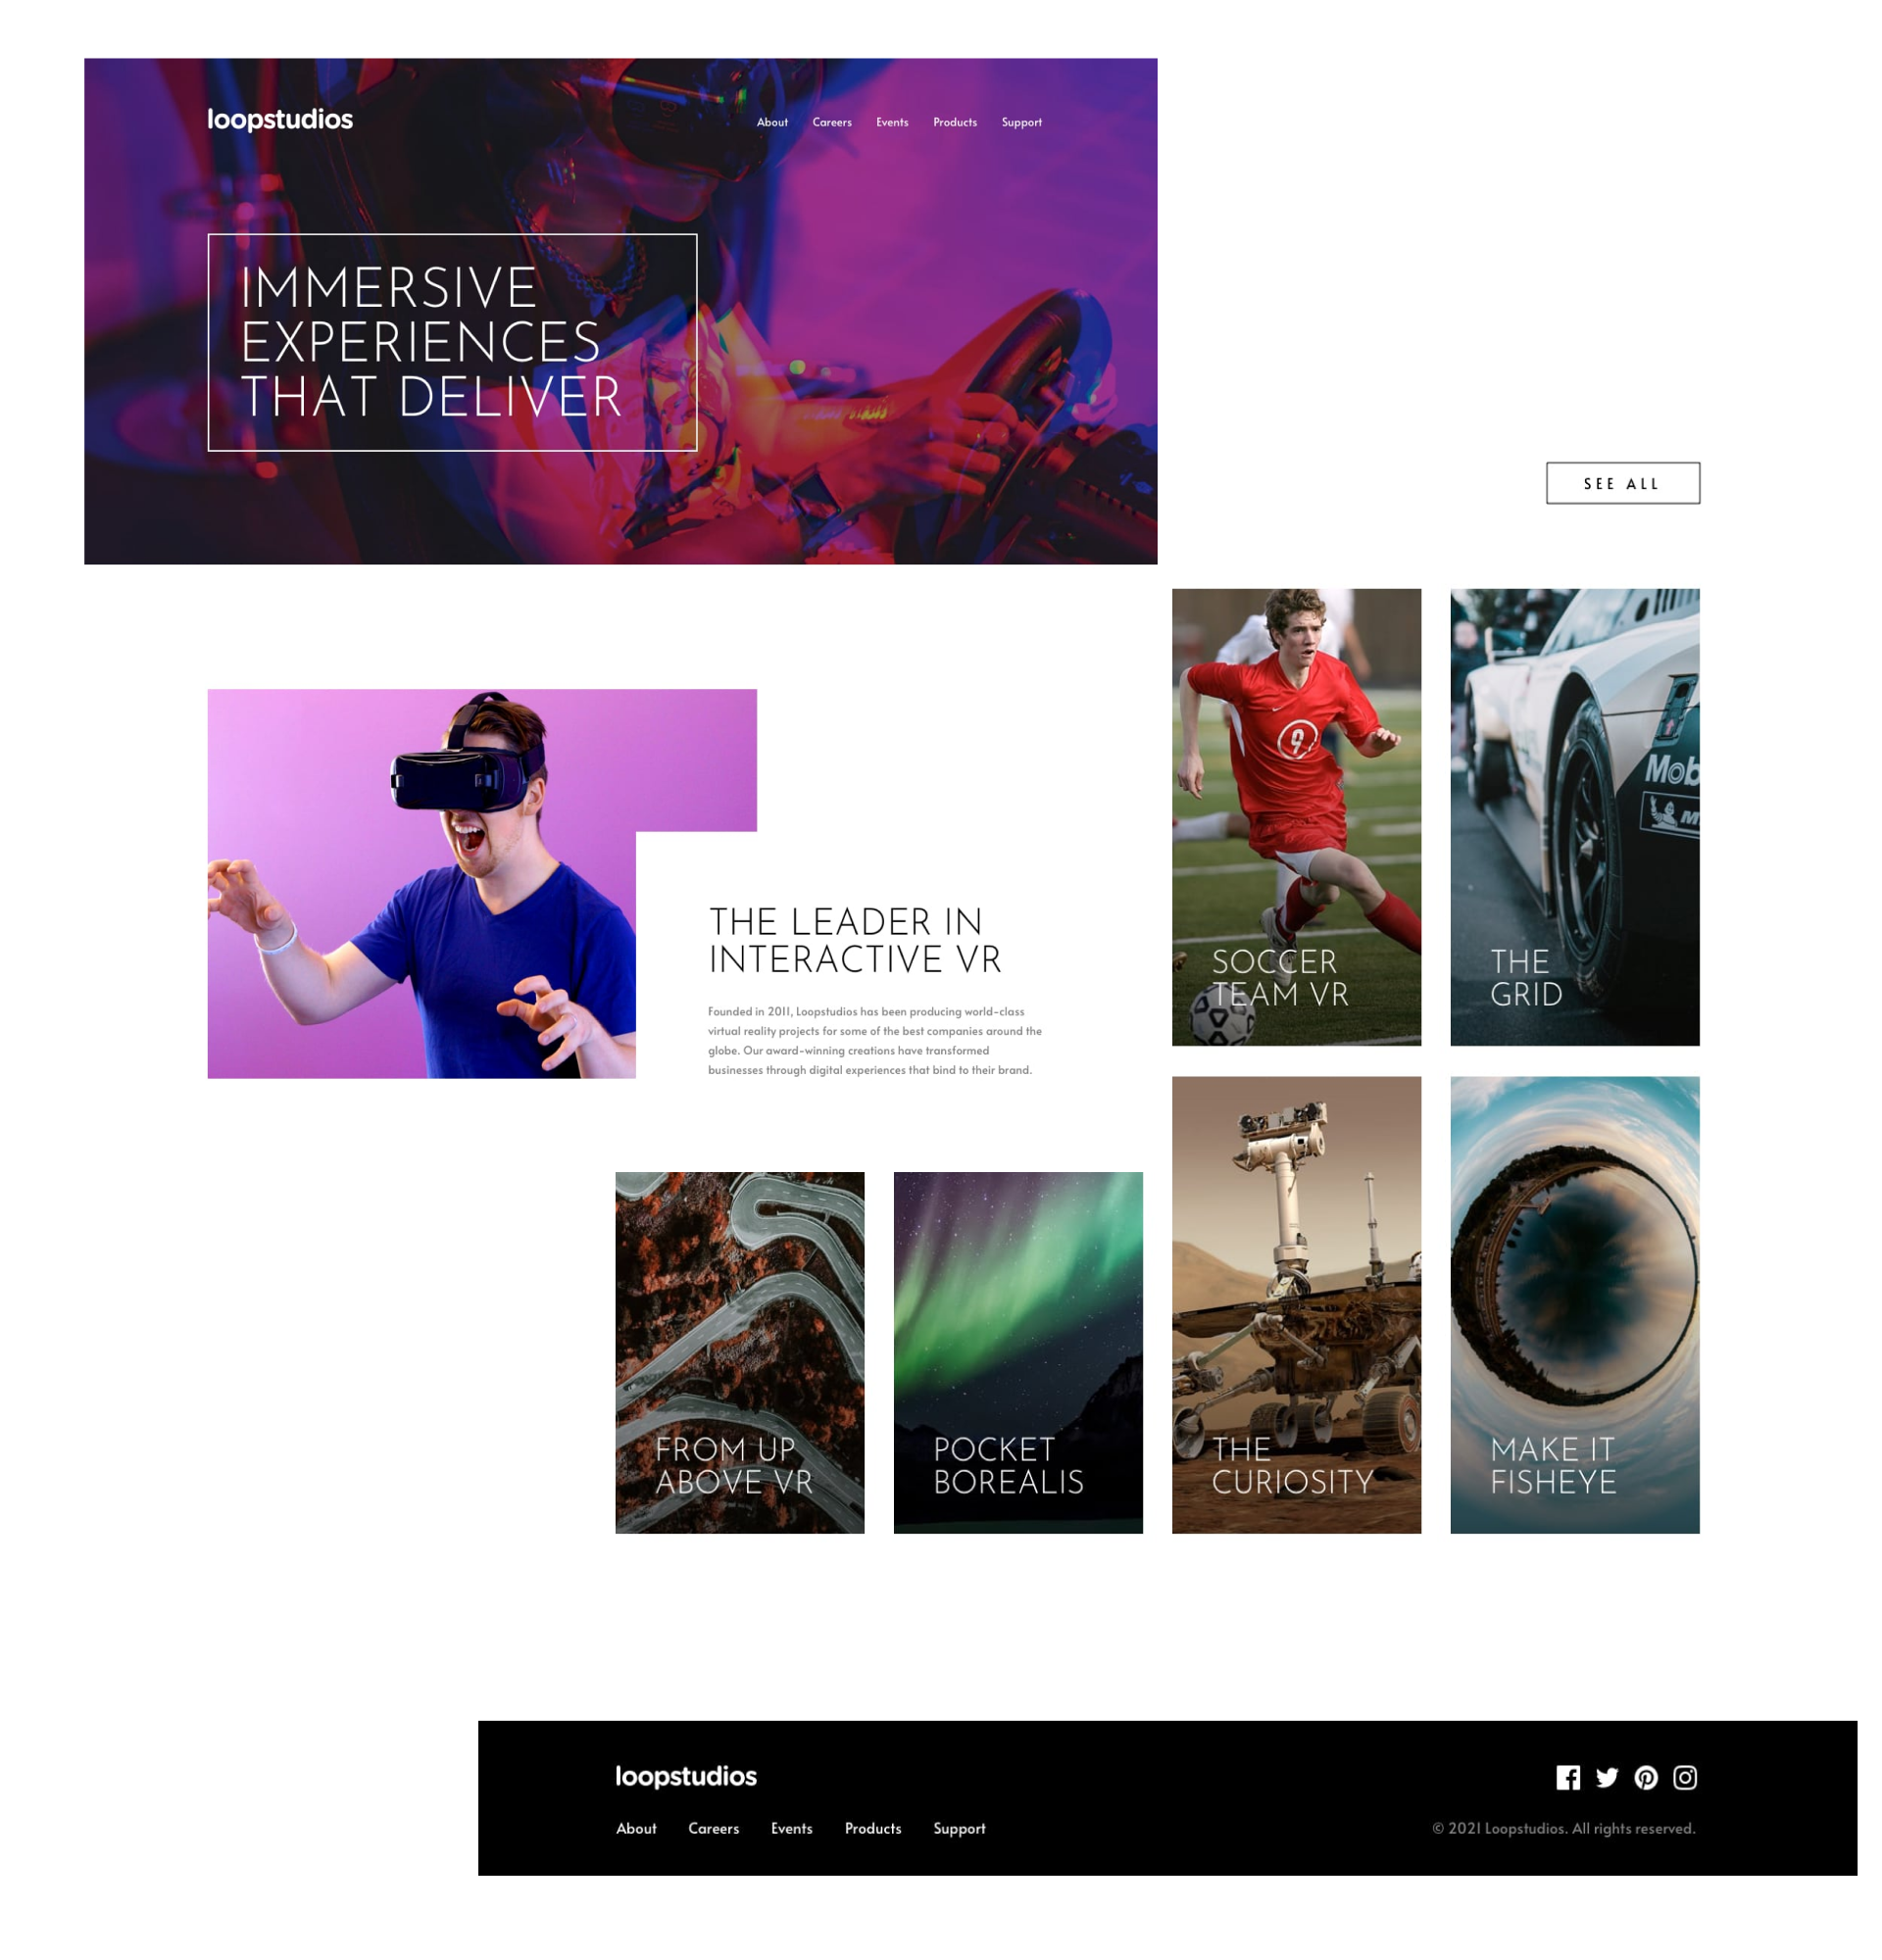 loopstudios
About Careers Events Products Support
IMMERSIVE
EXPERIENCES
THAT DELIVER
SEE ALL
9
Mob
M
SOCCER
TEAM VR
THE
GRID
THE LEADER IN
INTERACTIVE VR
Founded in 2011, Loopstudios has been producing world-class
virtual reality projects for some of the best companies around the
globe. Our award-winning creations have transformed
businesses through digital experiences that bind to their brand.
FROM UP
ABOVE VR
POCKET
BOREALIS
THE
CURIOSITY
MAKE IT
FISHEYE
loopstudios
About Careers Events Products Support
© 2021 Loopstudios. All rights reserved.